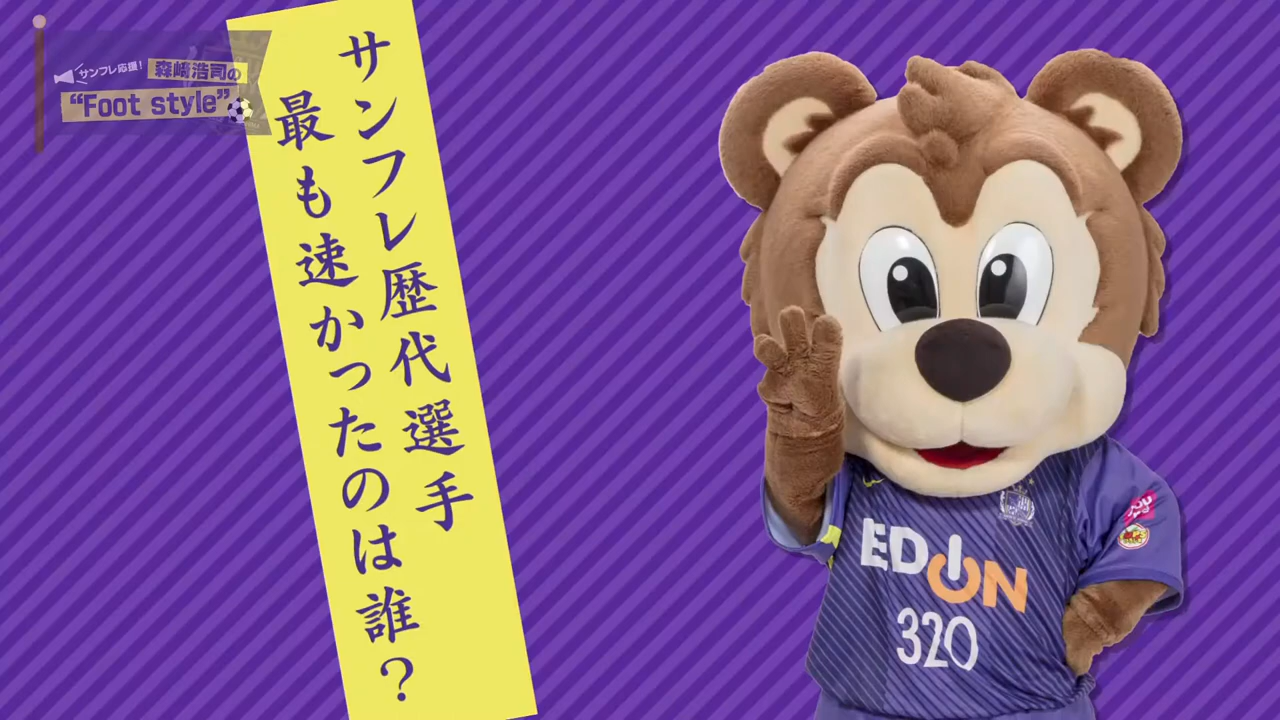 サンフレ応援!
森﨑浩司の
“Foot style”
サンフレ歴代選手
最も速かったのは誰?
EDION
320